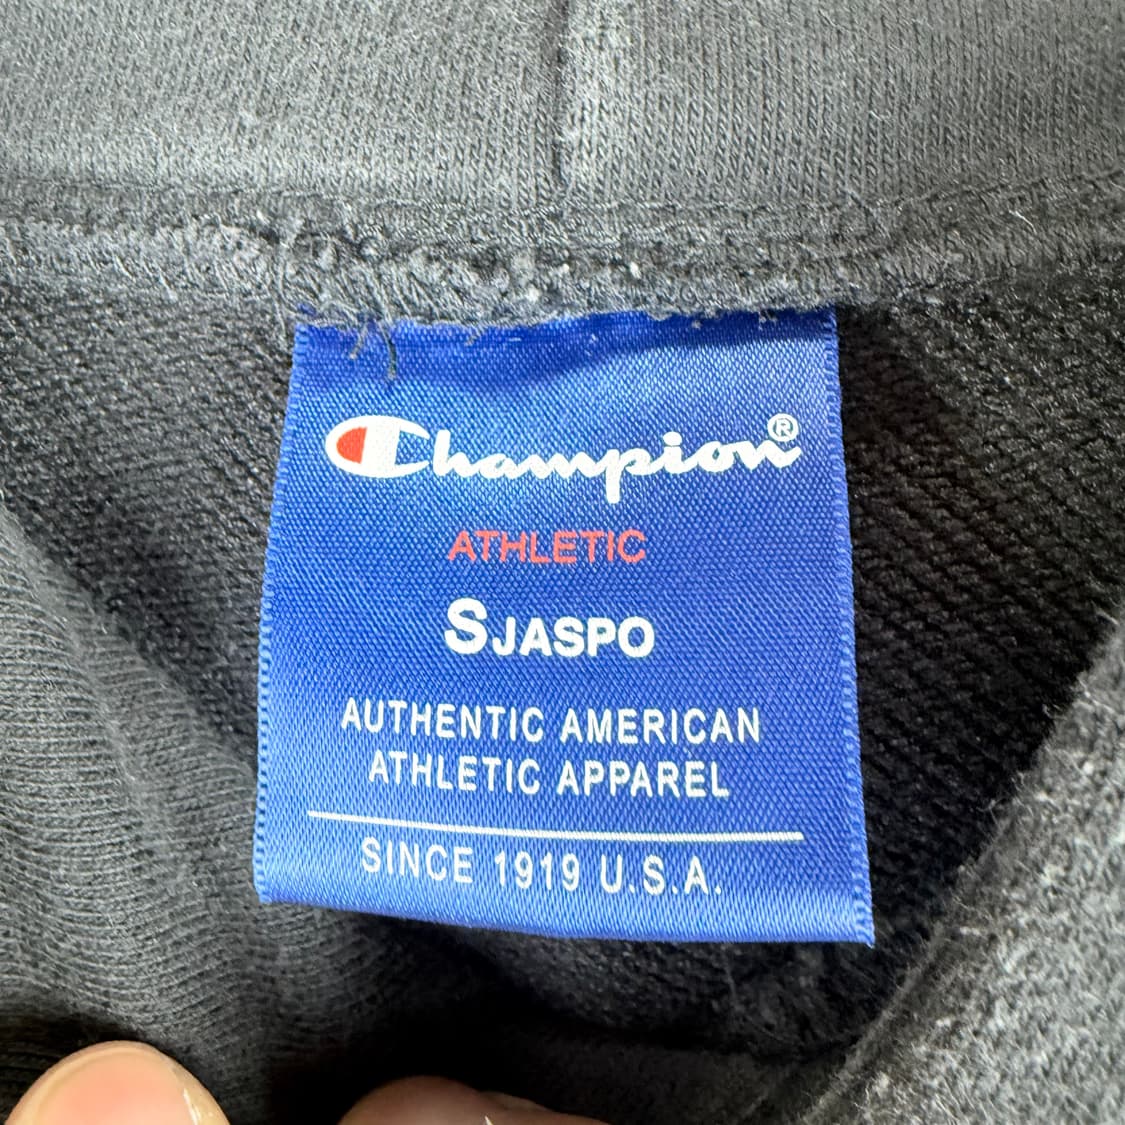 Champion®
ATHLETIC
SJASPO
AUTHENTIC AMERICAN
ATHLETIC APPAREL
SINCE 1919 U.S.A.